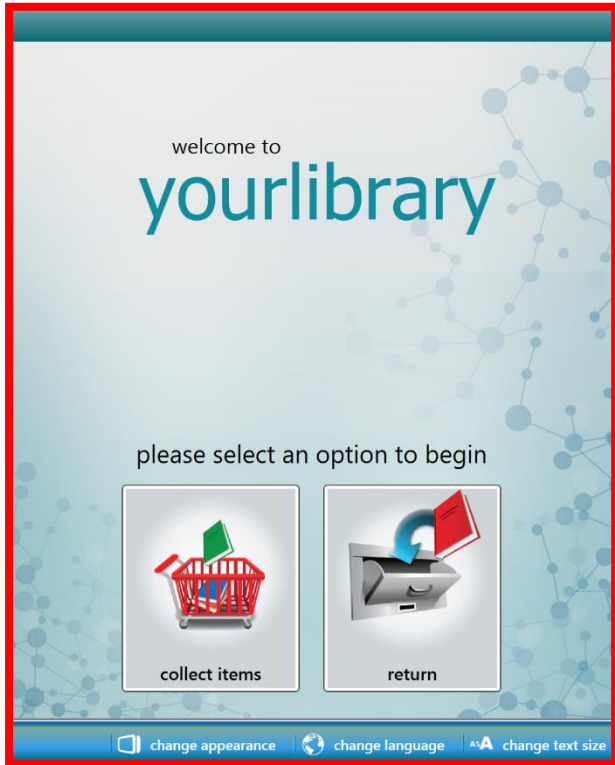 welcome to
yourlibrary
please select an option to begin
collect items
return
change appearance
change language
change text size